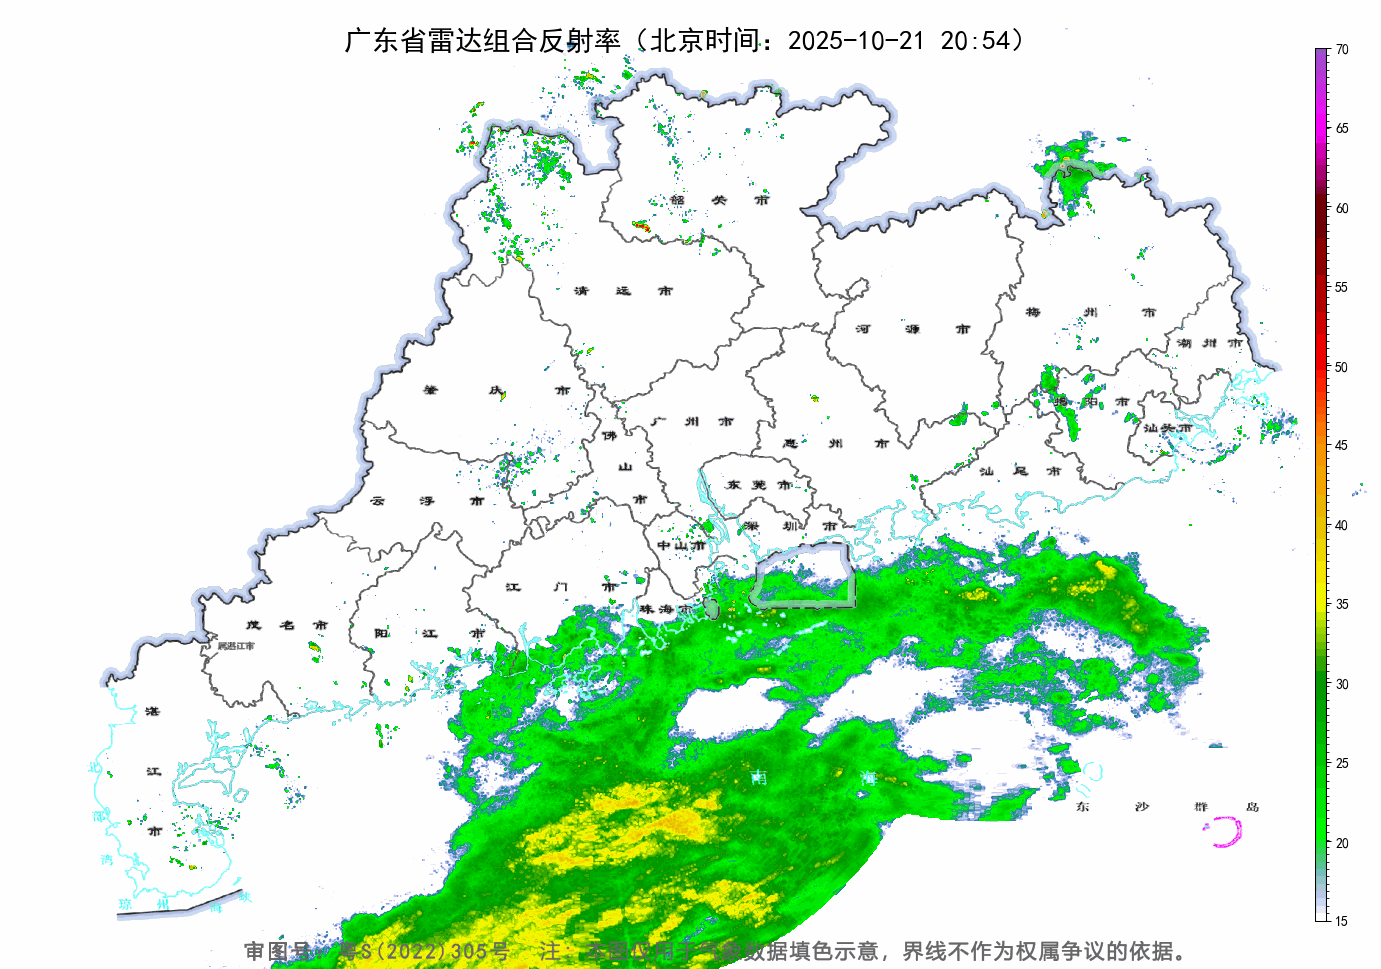 广东省雷达组合反射率（北京时间：2025-10-21 20:54）
70
65
60
55
50
45
40
35
30
25
20
15
韶关市
清远市
河源市
梅州市
潮州市
肇庆市
广州市
惠州市
揭阳市
汕头市
佛山市
云浮市
东莞市
汕尾市
深圳市
中山市
江门市
珠海市
茂名市
属湛江市
阳江市
湛江市
北部湾
南海
东沙群岛
琼州海峡
审图号：粤S(2022)305号 注：本图仅用于气象数据填色示意，界线不作为权属争议的依据。